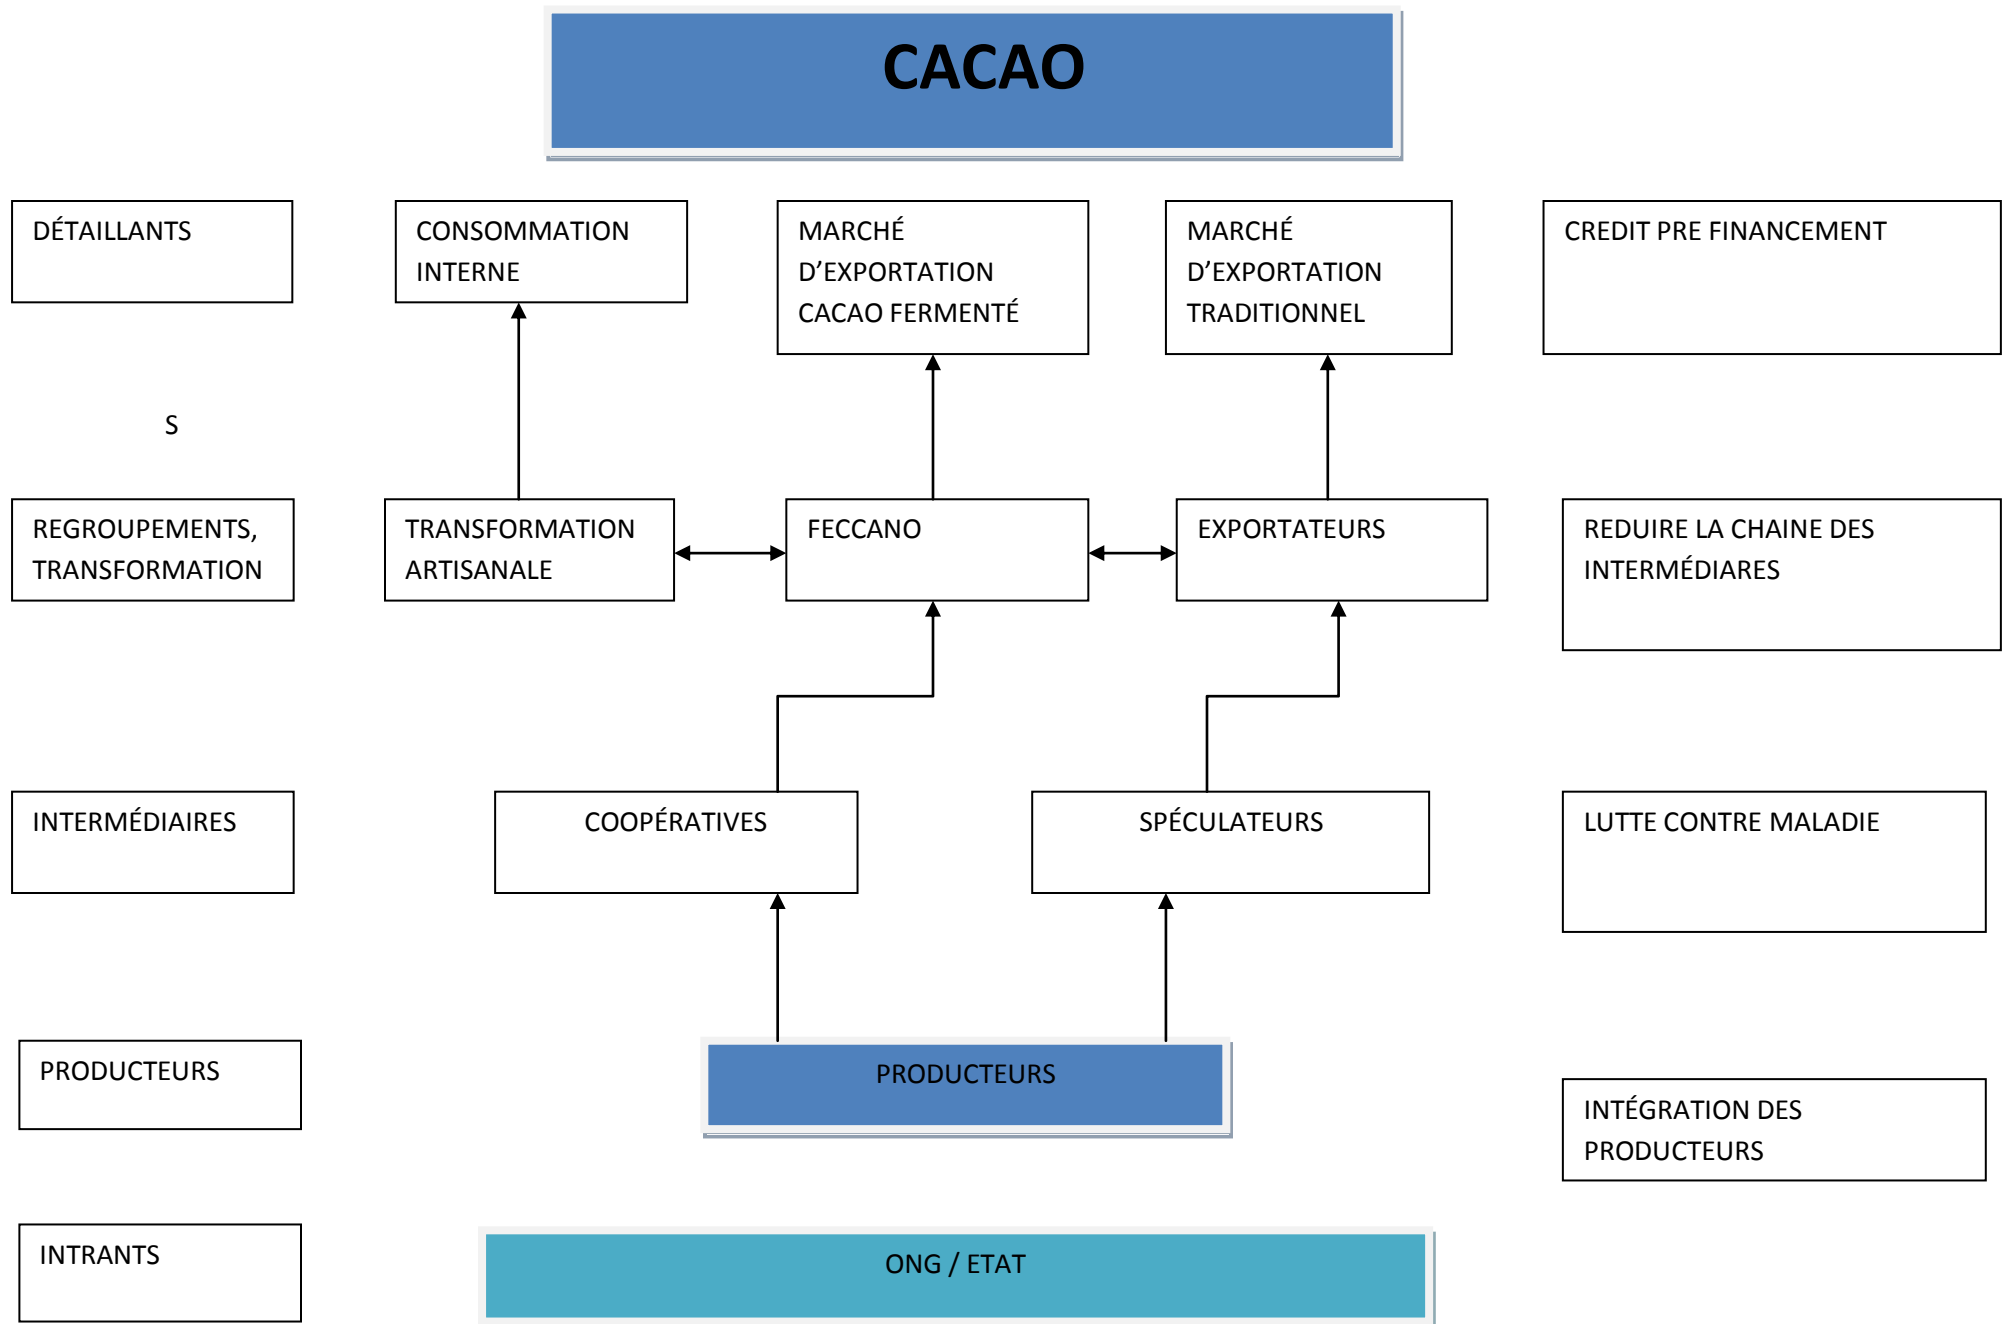 CACAO
DÉTAILLANTS
CONSOMMATION
INTERNE
MARCHÉ
D’EXPORTATION
CACAO FERMENTÉ
MARCHÉ
D’EXPORTATION
TRADITIONNEL
CREDIT PRE FINANCEMENT
S
REGROUPEMENTS,
TRANSFORMATION
TRANSFORMATION
ARTISANALE
FECCANO
EXPORTATEURS
REDUIRE LA CHAINE DES
INTERMÉDIARES
INTERMÉDIAIRES
COOPÉRATIVES
SPÉCULATEURS
LUTTE CONTRE MALADIE
PRODUCTEURS
PRODUCTEURS
INTÉGRATION DES
PRODUCTEURS
INTRANTS
ONG / ETAT